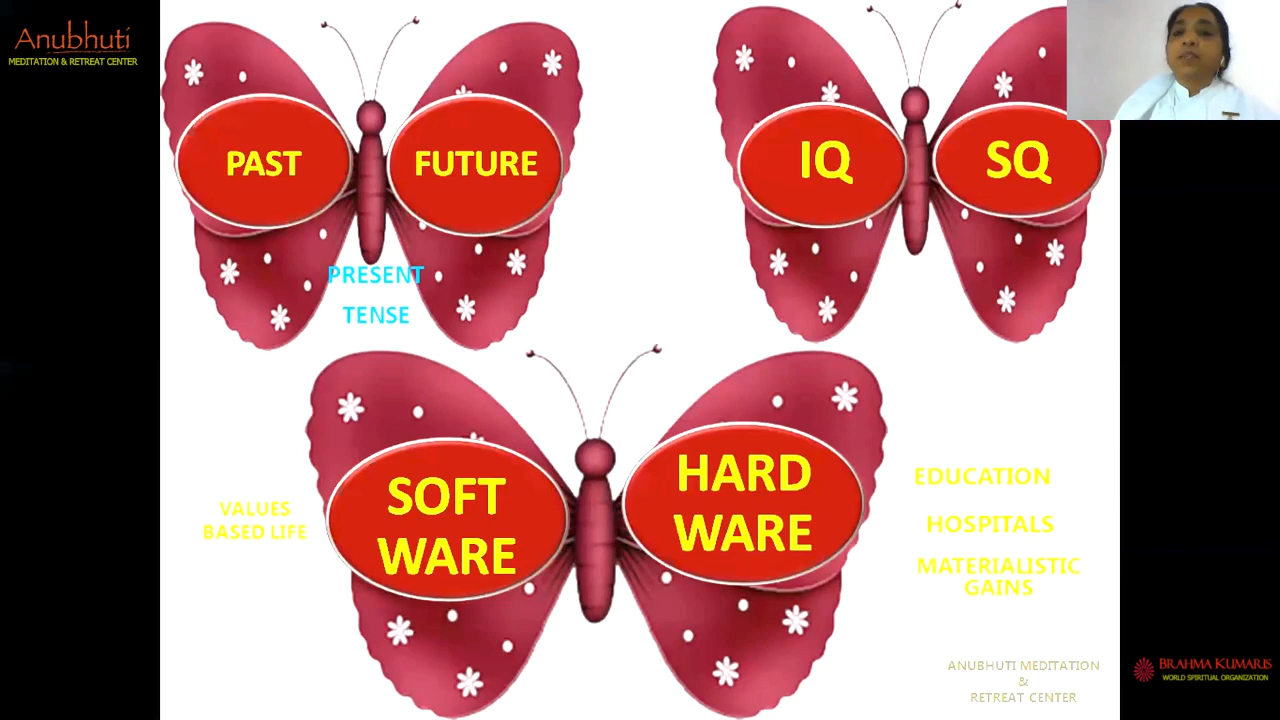 Anubhuti
MEDITATION & RETREAT CENTER
PAST
FUTURE
PRESENT
TENSE
IQ
SQ
SOFT
WARE
HARD
WARE
VALUES
BASED LIFE
EDUCATION
HOSPITALS
MATERIALISTIC
GAINS
ANUBHUTI MEDITATION
&
RETREAT CENTER
BRAHMA KUMARIS
WORLD SPIRITUAL ORGANIZATION